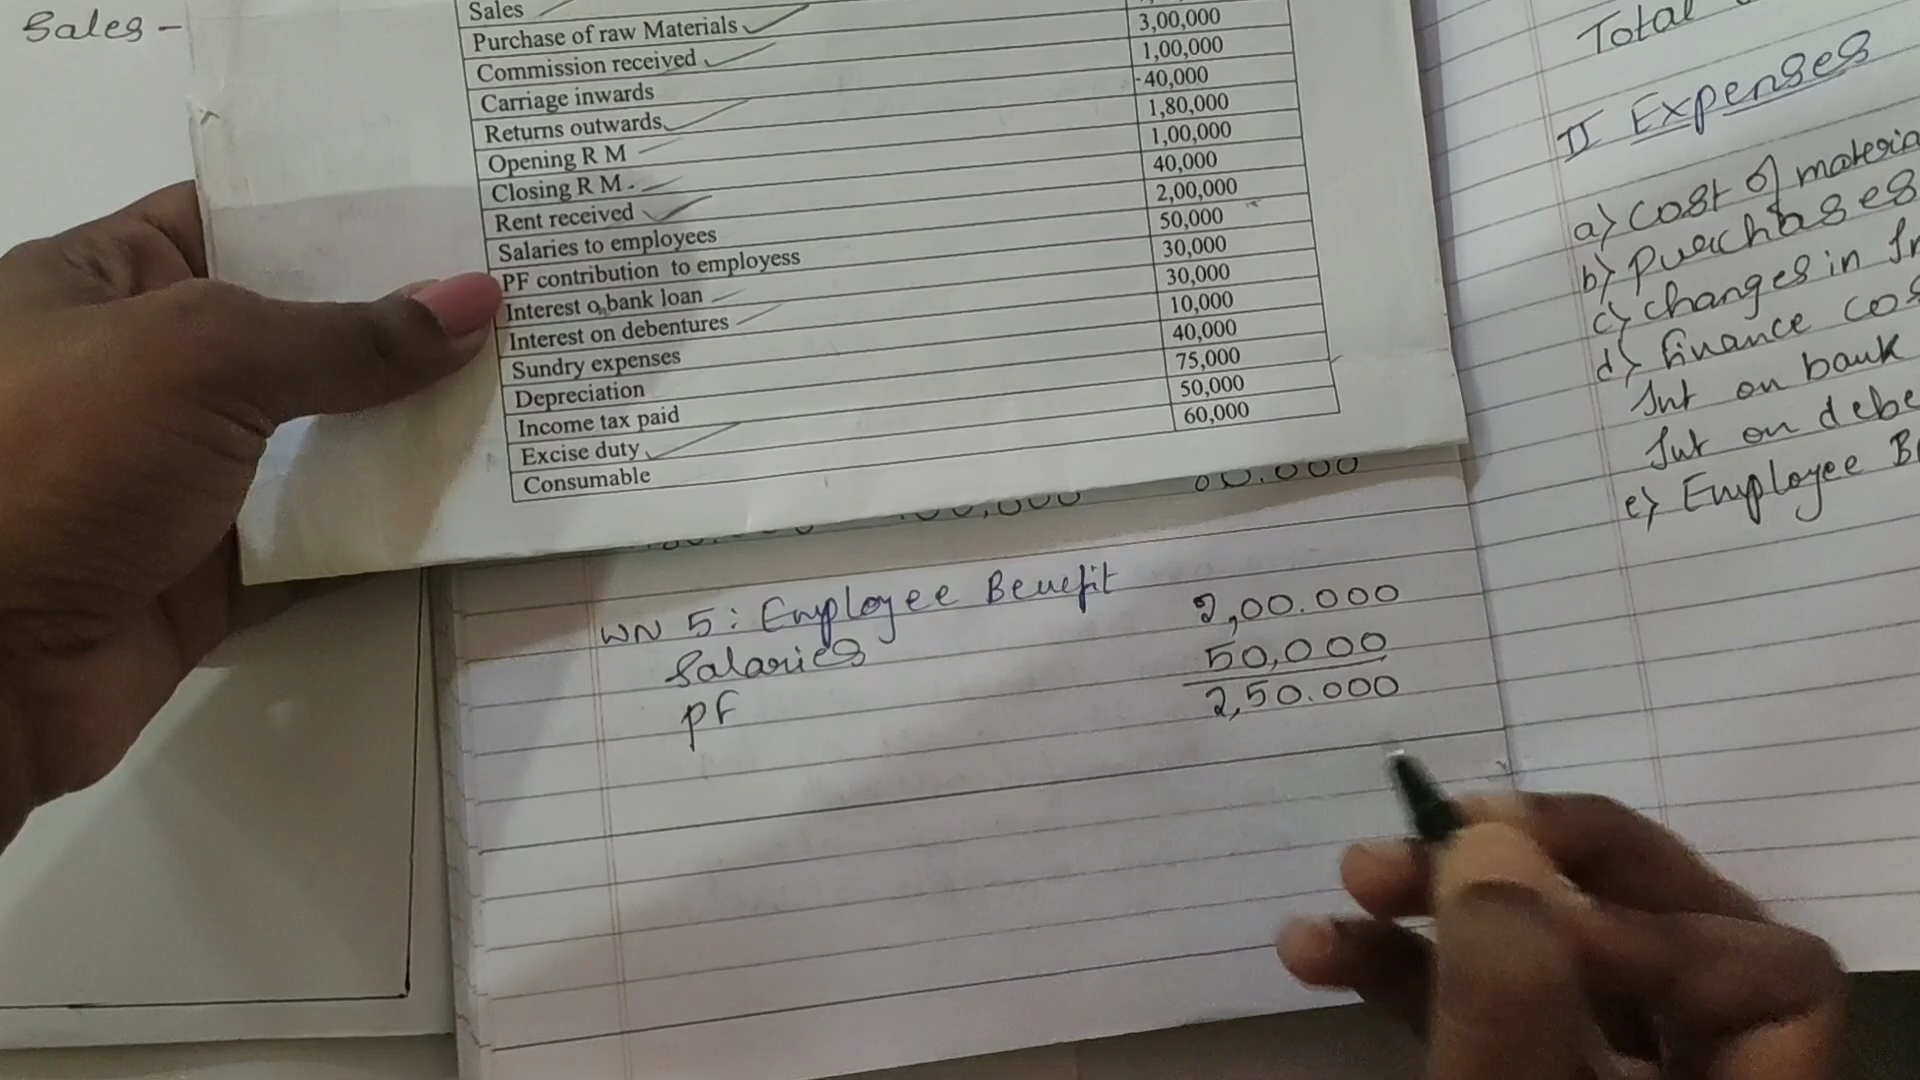 Sales -
Sales
Purchase of raw Materials
Commission received 3,00,000
Carriage inwards 1,00,000
Returns outwards 40,000
Opening R M 1,80,000
Closing R M 1,00,000
Rent received 40,000
Salaries to employees 2,00,000
PF contribution to employess 50,000
Interest on bank loan 30,000
Interest on debentures 30,000
Sundry expenses 10,000
Depreciation 40,000
Income tax paid 75,000
Excise duty 50,000
Consumable 60,000
WN 5: Employee Benefit
Salaries 2,00.000
PF 50,000
2,50.000
Total
II Expenses
a) Cost of materia
b) Purchases
c) Changes in In
d) Finance Cos
Int on bank
Int on debe
e) Employee Be